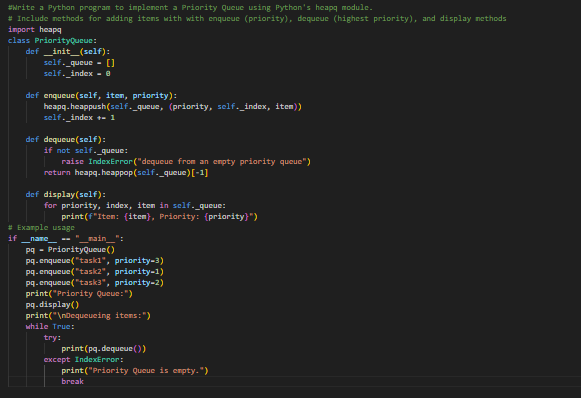 #Write a Python program to implement a Priority Queue using Python's heapq module.
# Include methods for adding items with with enqueue (priority), dequeue (highest priority), and display methods
import heapq
class PriorityQueue:
    def __init__(self):
        self._queue = []
        self._index = 0

    def enqueue(self, item, priority):
        heapq.heappush(self._queue, (priority, self._index, item))
        self._index += 1

    def dequeue(self):
        if not self._queue:
            raise IndexError("dequeue from an empty priority queue")
        return heapq.heappop(self._queue)[-1]

    def display(self):
        for priority, index, item in self._queue:
            print(f"Item: {item}, Priority: {priority}")
# Example usage
if __name__ == "__main__":
    pq = PriorityQueue()
    pq.enqueue("task1", priority=3)
    pq.enqueue("task2", priority=1)
    pq.enqueue("task3", priority=2)
    print("Priority Queue:")
    pq.display()
    print("\nDequeueing items:")
    while True:
        try:
            print(pq.dequeue())
        except IndexError:
            print("Priority Queue is empty.")
            break